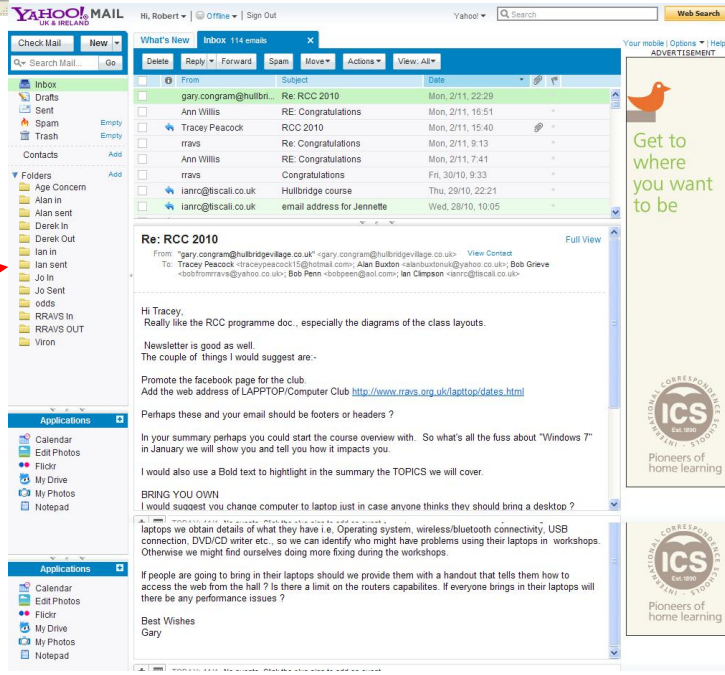 YAHOO! MAIL
UK & IRELAND
Hi, Robert Offline Sign Out
Yahoo! Search
Web Search
Check Mail New
Search Mail... Go
Inbox
Drafts
Sent
Spam Empty
Trash Empty
Contacts Add
Folders Add
Age Concern
Alan in
Alan sent
Derek In
Derek Out
Ian in
Ian sent
Jo In
Jo Sent
odds
RRAVS In
RRAVS OUT
Viron
Applications
Calendar
Edit Photos
Flickr
My Drive
My Photos
Notepad
Applications
Calendar
Edit Photos
Flickr
My Drive
My Photos
Notepad
What's New Inbox 114 emails X
Delete Reply Forward Spam Move Actions View: All
From Subject Date
gary.congram@hullbri... Re: RCC 2010 Mon, 2/11, 22:29
Ann Willis RE: Congratulations Mon, 2/11, 16:51
Tracey Peacock RCC 2010 Mon, 2/11, 15:40
rravs Re: Congratulations Mon, 2/11, 9:13
Ann Willis RE: Congratulations Mon, 2/11, 7:41
rravs Congratulations Fri, 30/10, 9:33
ianrc@tiscali.co.uk Hullbridge course Thu, 29/10, 22:21
ianrc@tiscali.co.uk email address for Jennette Wed, 28/10, 10:05
Re: RCC 2010 Full View
From: "gary.congram@hullbridgevillage.co.uk" <gary.congram@hullbridgevillage.co.uk> View Contact
To: Tracey Peacock <traceypeacock15@hotmail.com>; Alan Buxton <alanbuxtonuk@yahoo.co.uk>; Bob Grieve
<bobfromrravs@yahoo.co.uk>; Bob Penn <bobpeen@aol.com>; Ian Climpson <ianrc@tiscali.co.uk>
Hi Tracey,
Really like the RCC programme doc., especially the diagrams of the class layouts.
Newsletter is good as well.
The couple of things I would suggest are:-
Promote the facebook page for the club.
Add the web address of LAPPTOP/Computer Club http://www.rravs.org.uk/lapttop/dates.html
Perhaps these and your email should be footers or headers ?
In your summary perhaps you could start the course overview with. So what's all the fuss about "Windows 7"
in January we will show you and tell you how it impacts you.
I would also use a Bold text to hightlight in the summary the TOPICS we will cover.
BRING YOU OWN
I would suggest you change computer to laptop just in case anyone thinks they should bring a desktop ?
laptops we obtain details of what they have i.e, Operating system, wireless/bluetooth connectivity, USB
connection, DVD/CD writer etc., so we can identify who might have problems using their laptops in workshops.
Otherwise we might find ourselves doing more fixing during the workshops.
If people are going to bring in their laptops should we provide them with a handout that tells them how to
access the web from the hall ? Is there a limit on the routers capabilites. If everyone brings in their laptops will
there be any performance issues ?
Best Wishes
Gary
Your mobile | Options | Help
ADVERTISEMENT
Get to
where
you want
to be
INTERNATIONAL CORRESPONDENCE SCHOOLS
ICS
Est. 1890
Pioneers of
home learning
INTERNATIONAL CORRESPONDENCE SCHOOLS
ICS
Est. 1890
Pioneers of
home learning